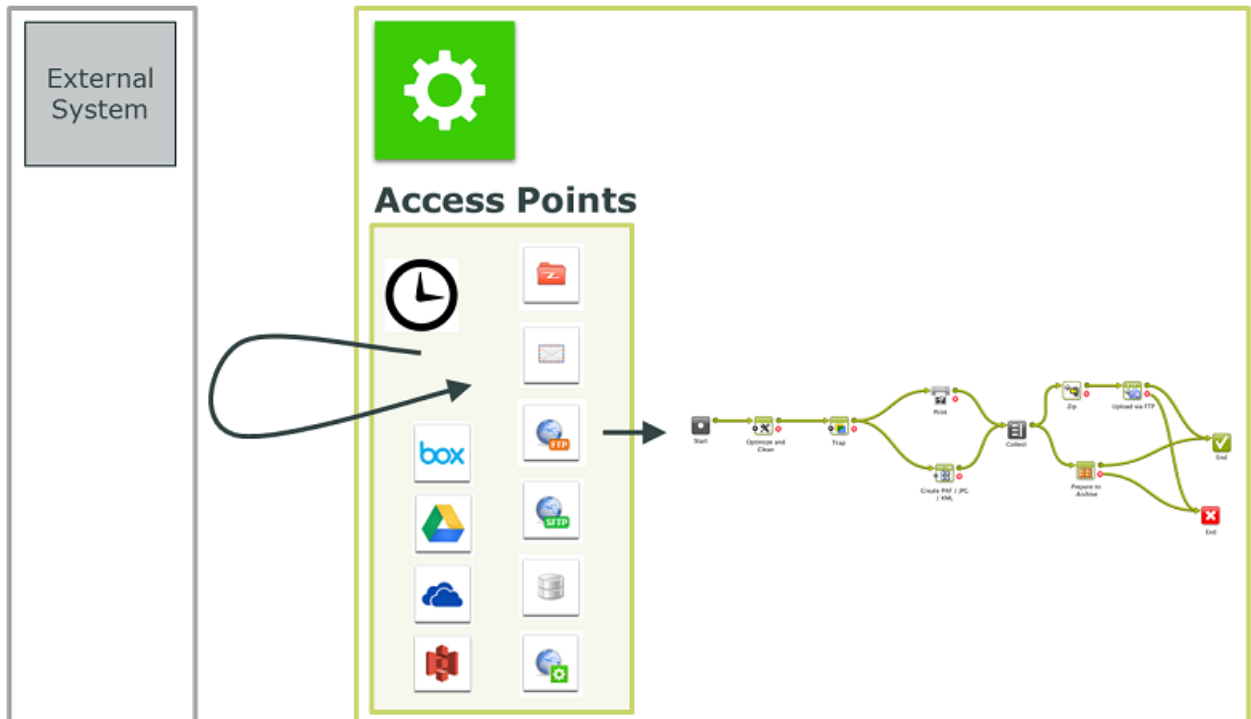 External
System
Access Points
box
FTP
SFTP
Start
Optimize and
Clean
Trap
Print
Create PXF / JPG
/ XML
Collect
Zip
Upload via FTP
Prepare to
Archive
End
End